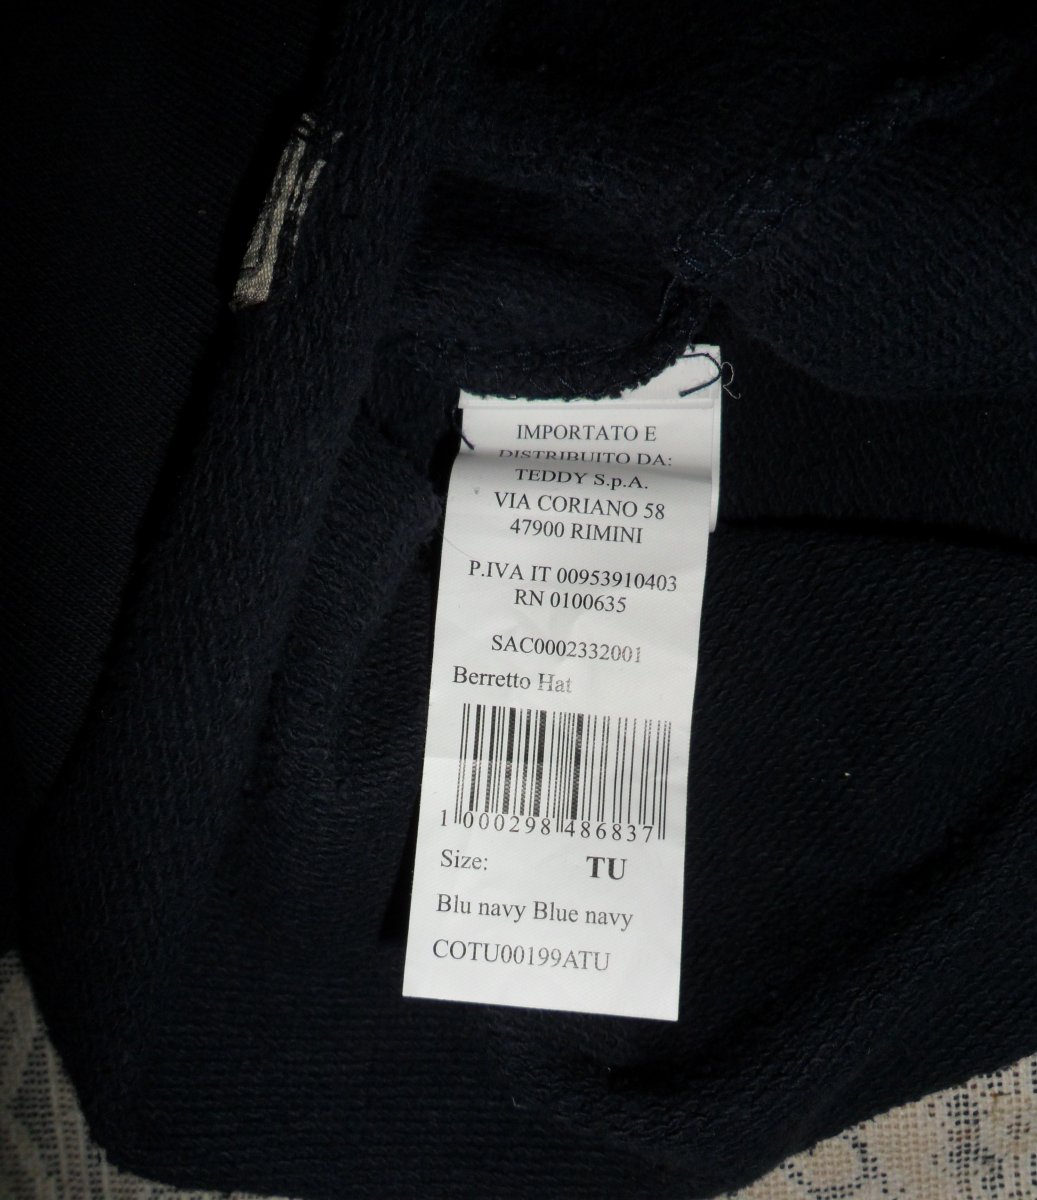 IMPORTATO E
DISTRIBUITO DA:
TEDDY S.p.A.
VIA CORIANO 58
47900 RIMINI
P.IVA IT 00953910403
RN 0100635
SAC0002332001
Berretto Hat
1 000298 486837
Size: TU
Blu navy Blue navy
COTU00199ATU